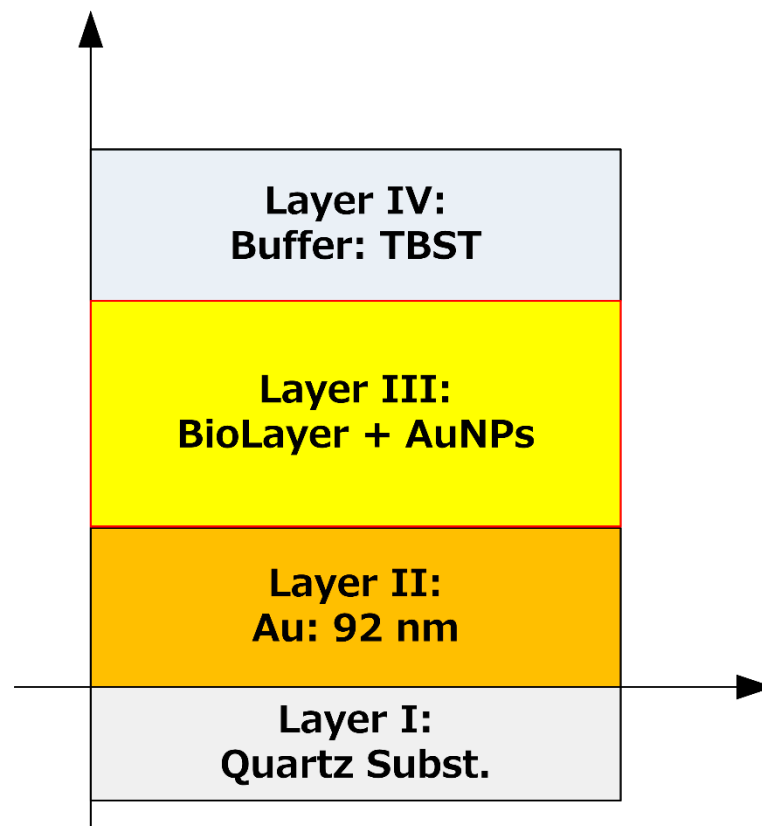 Layer IV:
Buffer: TBST
Layer III:
BioLayer + AuNPs
Layer II:
Au: 92 nm
Layer I:
Quartz Subst.